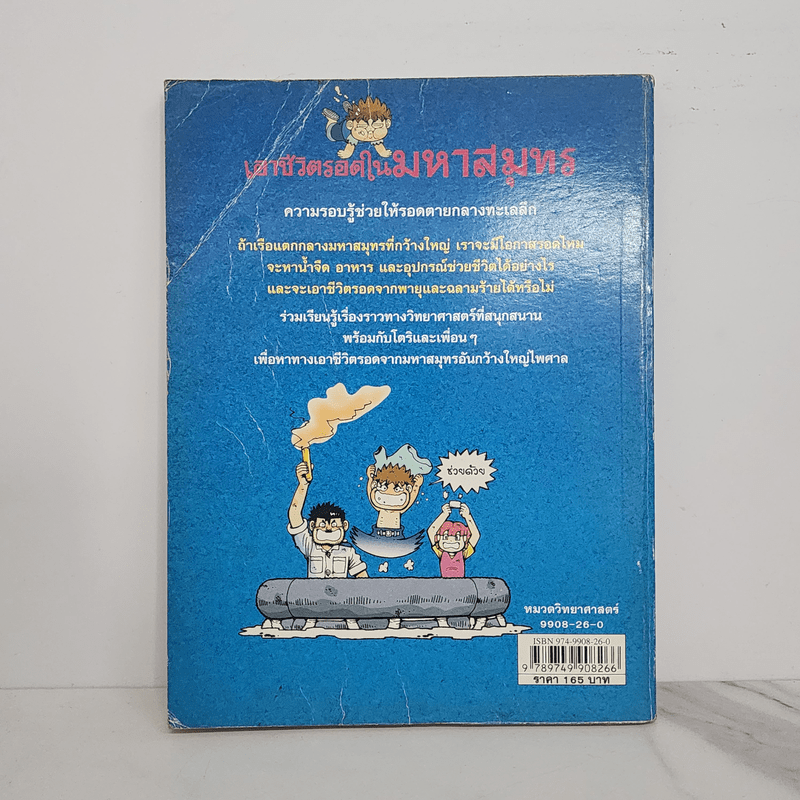 เอาชีวิตรอดในมหาสมุทร
ความรอบรู้ช่วยให้รอดตายกลางทะเลลึก
ถ้าเรือแตกกลางมหาสมุทรที่กว้างใหญ่ เราจะมีโอกาสรอดไหม
จะหาน้ำจืด อาหาร และอุปกรณ์ช่วยชีวิตได้อย่างไร
และจะเอาชีวิตรอดจากพายุและฉลามร้ายได้หรือไม่
ร่วมเรียนรู้เรื่องราวทางวิทยาศาสตร์ที่สนุกสนาน
พร้อมกับโตริและเพื่อน ๆ
เพื่อหาทางเอาชีวิตรอดจากมหาสมุทรอันกว้างใหญ่ไพศาล
ช่วยด้วย
หมวดวิทยาศาสตร์
9908-26-0
ISBN 974-9908-26-0
9 789749 908266
ราคา 165 บาท